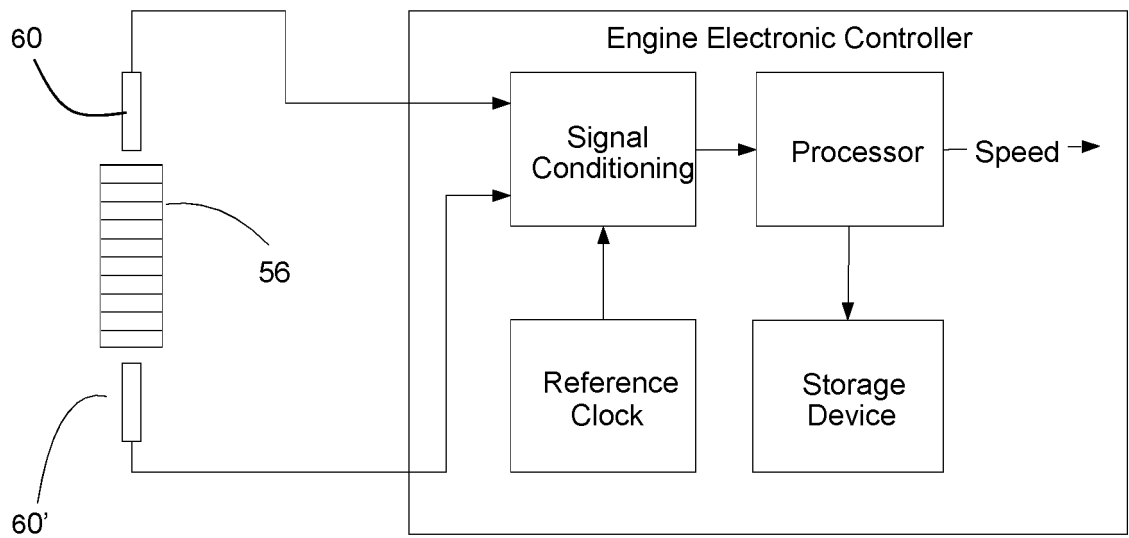 60
Engine Electronic Controller
Signal
Conditioning
Processor
Speed
56
Reference
Clock
Storage
Device
60’